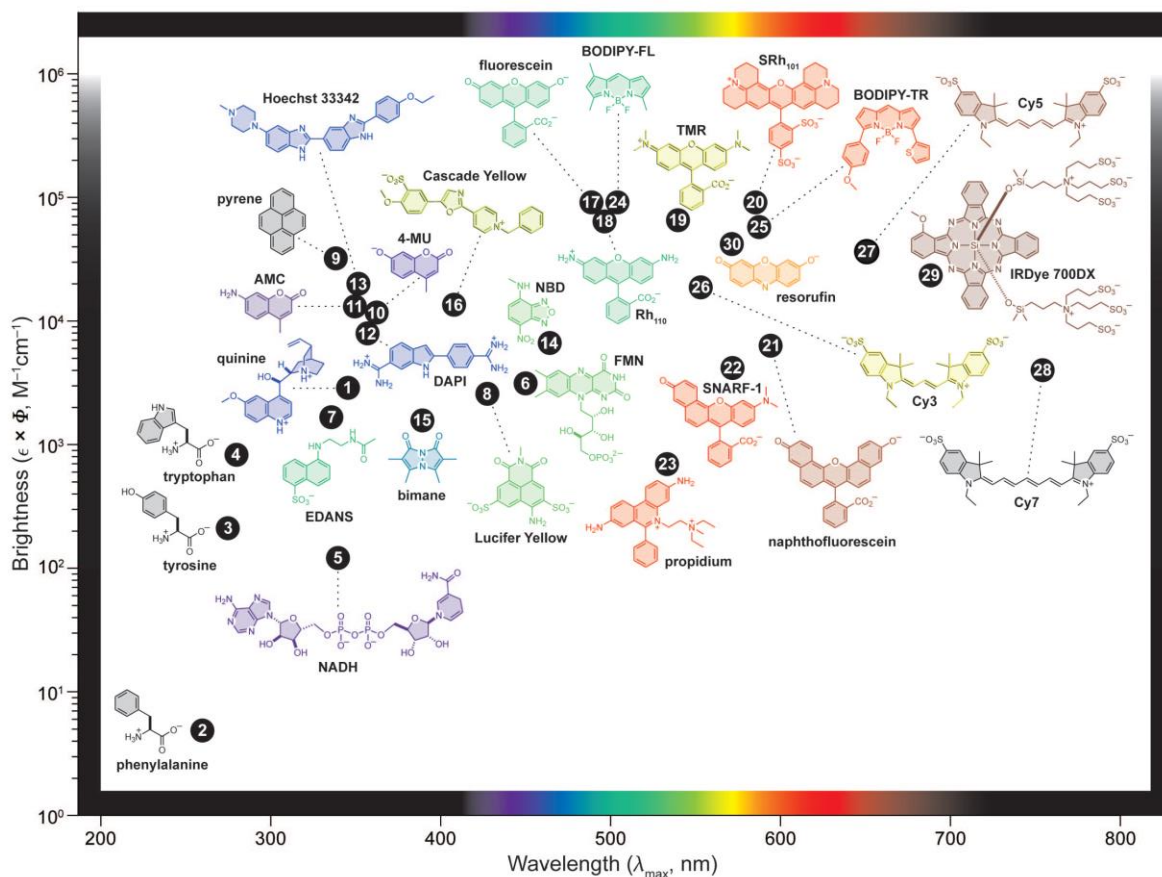 10⁶
10⁵
10⁴
10³
10²
10¹
10⁰
Brightness (ϵ × Φ, M⁻¹cm⁻¹)
200
300
400
500
600
700
800
Wavelength (λmax, nm)
Hoechst 33342
fluorescein
BODIPY-FL
SRh101
BODIPY-TR
Cy5
TMR
Cascade Yellow
pyrene
4-MU
AMC
NBD
Rh110
resorufin
IRDye 700DX
quinine
DAPI
FMN
SNARF-1
Cy3
tryptophan
EDANS
bimane
Lucifer Yellow
propidium
naphthofluorescein
Cy7
tyrosine
NADH
phenylalanine
1
2
3
4
5
6
7
8
9
10
11
12
13
14
15
16
17
18
19
20
21
22
23
24
25
26
27
28
29
30